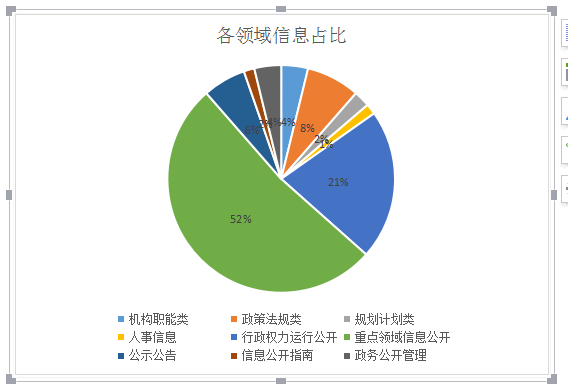 各领域信息占比
4%
8%
2%
1%
21%
52%
6%
4%
机构职能类 政策法规类 规划计划类
人事信息 行政权力运行公开 重点领域信息公开
公示公告 信息公开指南 政务公开管理